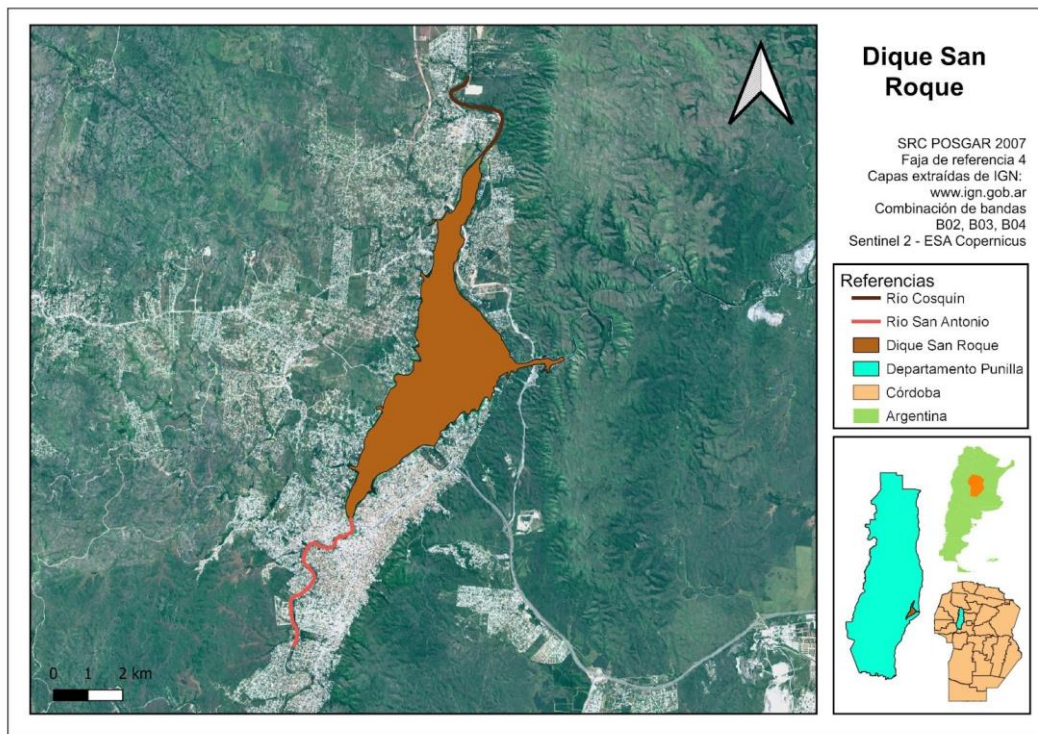 Dique San
Roque
SRC POSGAR 2007
Faja de referencia 4
Capas extraídas de IGN:
www.ign.gob.ar
Combinación de bandas
B02, B03, B04
Sentinel 2 - ESA Copernicus
Referencias
Río Cosquín
Río San Antonio
Dique San Roque
Departamento Punilla
Córdoba
Argentina
0 1 2 km